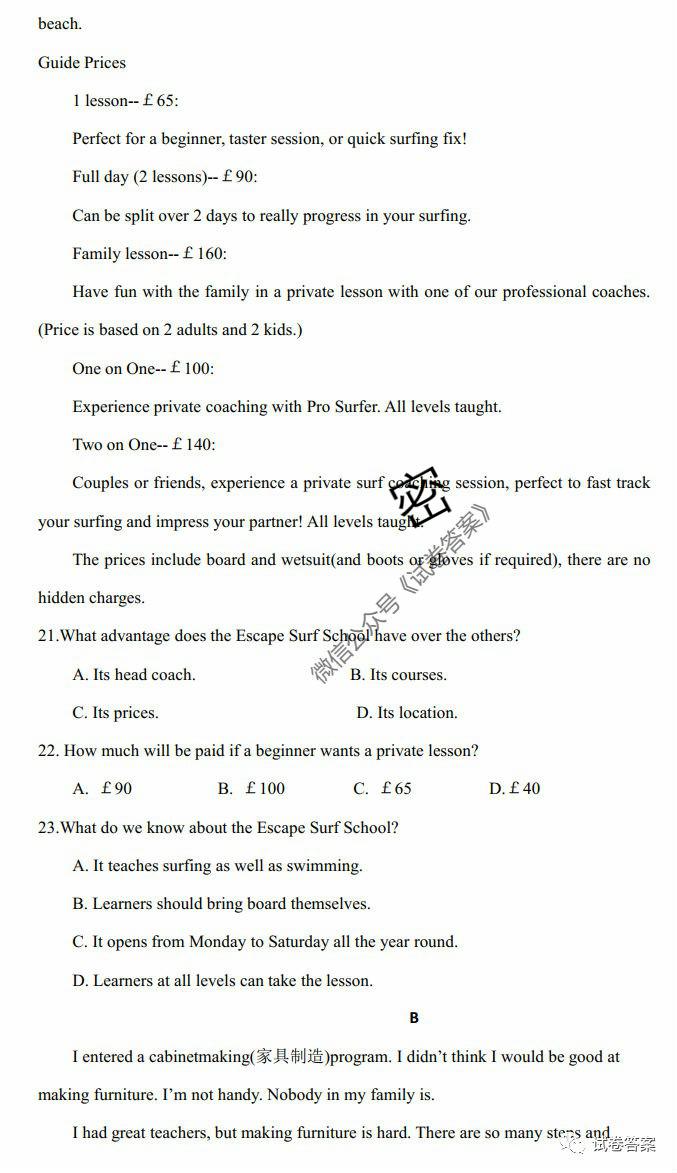 beach.
Guide Prices
1 lesson--￡65:
Perfect for a beginner, taster session, or quick surfing fix!
Full day (2 lessons)--￡90:
Can be split over 2 days to really progress in your surfing.
Family lesson--￡160:
Have fun with the family in a private lesson with one of our professional coaches.
(Price is based on 2 adults and 2 kids.)
One on One--￡100:
Experience private coaching with Pro Surfer. All levels taught.
Two on One--￡140:
Couples or friends, experience a private surf coaching session, perfect to fast track
your surfing and impress your partner! All levels taught.
The prices include board and wetsuit(and boots or gloves if required), there are no
hidden charges.
密
微信公众号《试卷答案》
21.What advantage does the Escape Surf School have over the others?
A. Its head coach. B. Its courses.
C. Its prices. D. Its location.
22. How much will be paid if a beginner wants a private lesson?
A. ￡90 B. ￡100 C. ￡65 D.￡40
23.What do we know about the Escape Surf School?
A. It teaches surfing as well as swimming.
B. Learners should bring board themselves.
C. It opens from Monday to Saturday all the year round.
D. Learners at all levels can take the lesson.
B
I entered a cabinetmaking(家具制造)program. I didn't think I would be good at
making furniture. I'm not handy. Nobody in my family is.
I had great teachers, but making furniture is hard. There are so many steps and
试卷答案